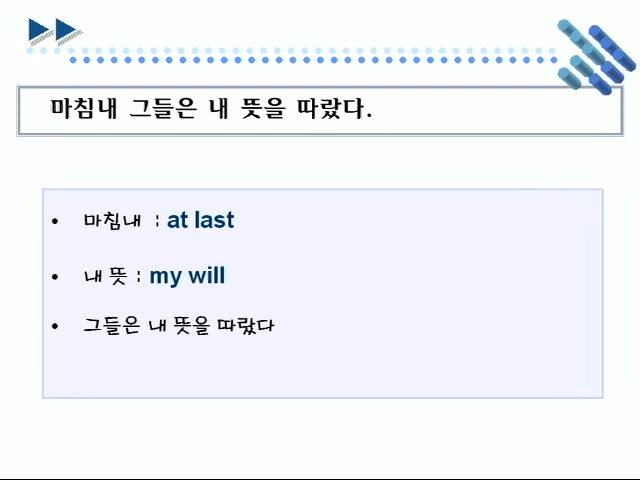 마침내 그들은 내 뜻을 따랐다.
• 마침내 : at last
• 내 뜻 : my will
• 그들은 내 뜻을 따랐다